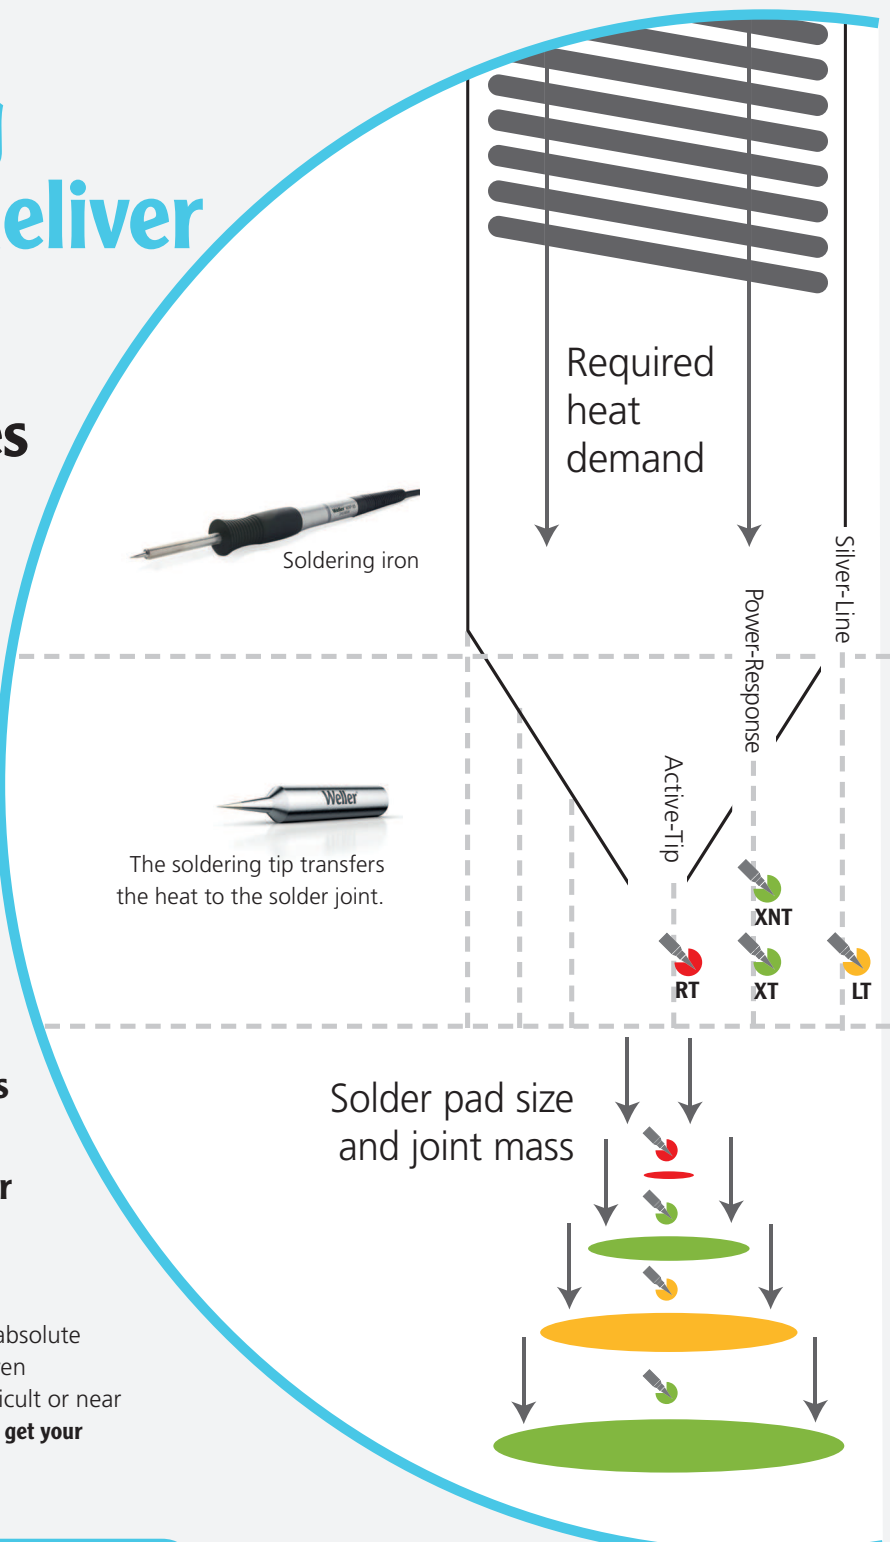 eliver
es
Required
heat
demand
Soldering iron
Silver-Line
Power-Response
Active-Tip
Weller
The soldering tip transfers
the heat to the solder joint.
XNT
RT
XT
LT
s
Solder pad size
and joint mass
r
absolute
en
icult or near
get your